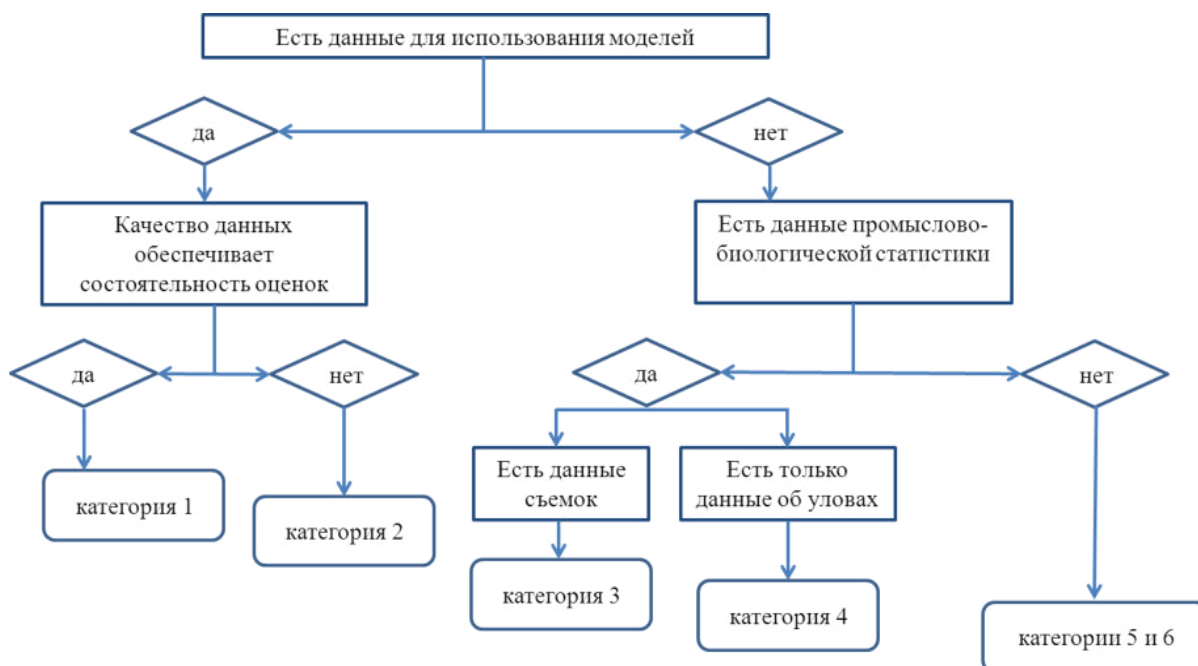 Есть данные для использования моделей
да
нет
Качество данных
обеспечивает
состоятельность оценок
Есть данные промыслово-
биологической статистики
да
нет
да
нет
Есть данные
съемок
Есть только
данные об уловах
категория 1
категория 2
категория 3
категория 4
категории 5 и 6